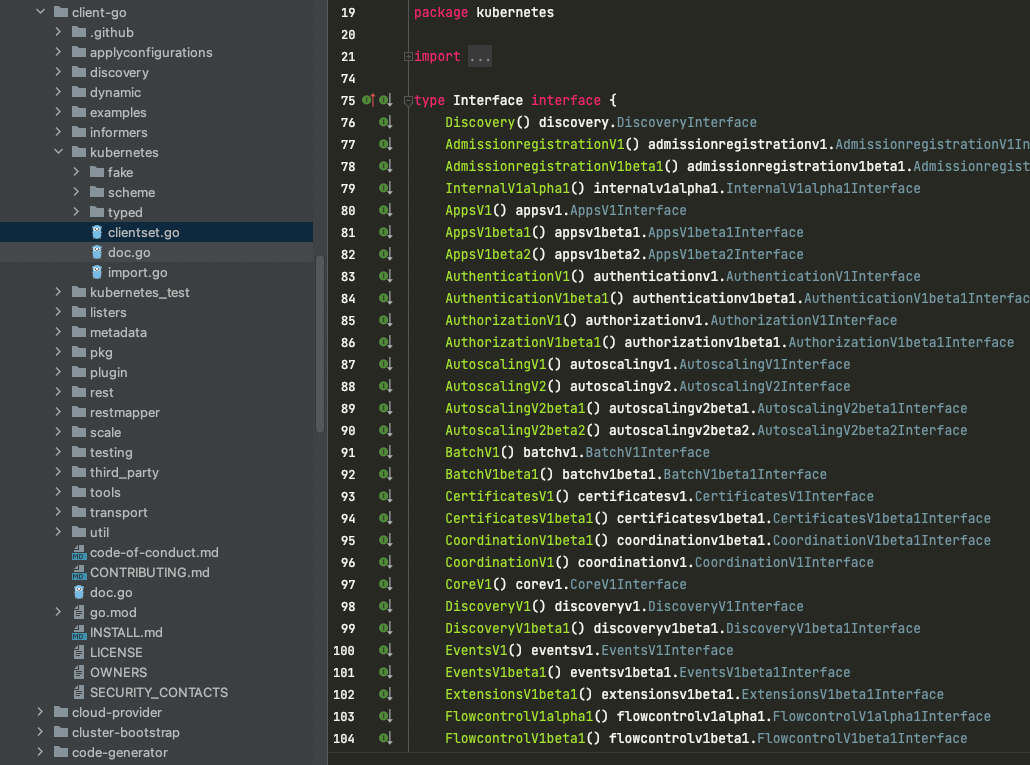 client-go
.github
applyconfigurations
discovery
dynamic
examples
informers
kubernetes
fake
scheme
typed
clientset.go
doc.go
import.go
kubernetes_test
listers
metadata
pkg
plugin
rest
restmapper
scale
testing
third_party
tools
transport
util
code-of-conduct.md
CONTRIBUTING.md
doc.go
go.mod
INSTALL.md
LICENSE
OWNERS
SECURITY_CONTACTS
cloud-provider
cluster-bootstrap
code-generator
19 package kubernetes
20
21 import ...
74
75 type Interface interface {
76 Discovery() discovery.DiscoveryInterface
77 AdmissionregistrationV1() admissionregistrationv1.AdmissionregistrationV1In
78 AdmissionregistrationV1beta1() admissionregistrationv1beta1.Admissionregist
79 InternalV1alpha1() internalv1alpha1.InternalV1alpha1Interface
80 AppsV1() appsv1.AppsV1Interface
81 AppsV1beta1() appsv1beta1.AppsV1beta1Interface
82 AppsV1beta2() appsv1beta2.AppsV1beta2Interface
83 AuthenticationV1() authenticationv1.AuthenticationV1Interface
84 AuthenticationV1beta1() authenticationv1beta1.AuthenticationV1beta1Interfac
85 AuthorizationV1() authorizationv1.AuthorizationV1Interface
86 AuthorizationV1beta1() authorizationv1beta1.AuthorizationV1beta1Interface
87 AutoscalingV1() autoscalingv1.AutoscalingV1Interface
88 AutoscalingV2() autoscalingv2.AutoscalingV2Interface
89 AutoscalingV2beta1() autoscalingv2beta1.AutoscalingV2beta1Interface
90 AutoscalingV2beta2() autoscalingv2beta2.AutoscalingV2beta2Interface
91 BatchV1() batchv1.BatchV1Interface
92 BatchV1beta1() batchv1beta1.BatchV1beta1Interface
93 CertificatesV1() certificatesv1.CertificatesV1Interface
94 CertificatesV1beta1() certificatesv1beta1.CertificatesV1beta1Interface
95 CoordinationV1beta1() coordinationv1beta1.CoordinationV1beta1Interface
96 CoordinationV1() coordinationv1.CoordinationV1Interface
97 CoreV1() corev1.CoreV1Interface
98 DiscoveryV1() discoveryv1.DiscoveryV1Interface
99 DiscoveryV1beta1() discoveryv1beta1.DiscoveryV1beta1Interface
100 EventsV1() eventsv1.EventsV1Interface
101 EventsV1beta1() eventsv1beta1.EventsV1beta1Interface
102 ExtensionsV1beta1() extensionsv1beta1.ExtensionsV1beta1Interface
103 FlowcontrolV1alpha1() flowcontrolv1alpha1.FlowcontrolV1alpha1Interface
104 FlowcontrolV1beta1() flowcontrolv1beta1.FlowcontrolV1beta1Interface